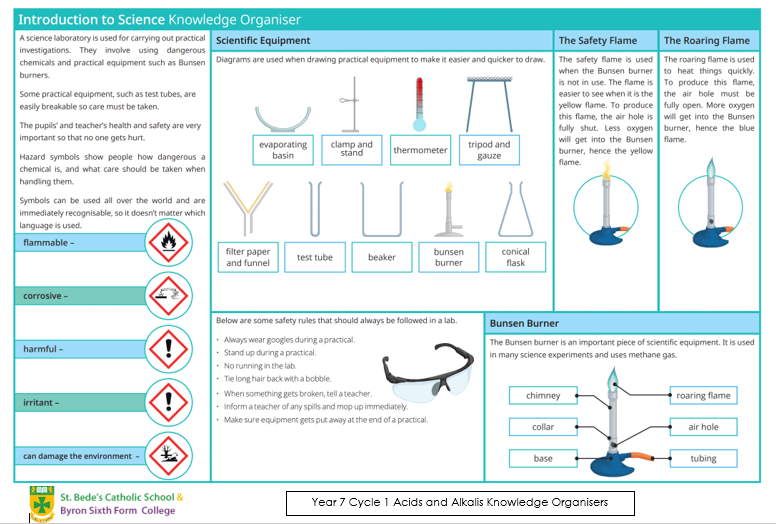 Introduction to Science Knowledge Organiser
A science laboratory is used for carrying out practical
investigations. They involve using dangerous
chemicals and practical equipment such as Bunsen
burners.
Some practical equipment, such as test tubes, are
easily breakable so care must be taken.
The pupils' and teacher's health and safety are very
important so that no one gets hurt.
Hazard symbols show people how dangerous a
chemical is, and what care should be taken when
handling them.
Symbols can be used all over the world and are
immediately recognisable, so it doesn't matter which
language is used.
flammable –
corrosive –
harmful –
irritant –
can damage the environment –
Scientific Equipment
Diagrams are used when drawing practical equipment to make it easier and quicker to draw.
evaporating
basin
clamp and
stand
thermometer
tripod and
gauze
filter paper
and funnel
test tube
beaker
bunsen
burner
conical
flask
The Safety Flame
The safety flame is used
when the Bunsen burner
is not in use. The flame is
easier to see when it is the
yellow flame. To produce
this flame, the air hole is
fully shut. Less oxygen
will get into the Bunsen
burner, hence the yellow
flame.
The Roaring Flame
The roaring flame is used
to heat things quickly.
To produce this flame,
the air hole must be
fully open. More oxygen
will get into the Bunsen
burner, hence the blue
flame.
Below are some safety rules that should always be followed in a lab.
• Always wear googles during a practical.
• Stand up during a practical.
• No running in the lab.
• Tie long hair back with a bobble.
• When something gets broken, tell a teacher.
• Inform a teacher of any spills and mop up immediately.
• Make sure equipment gets put away at the end of a practical.
Bunsen Burner
The Bunsen burner is an important piece of scientific equipment. It is used
in many science experiments and uses methane gas.
chimney
collar
base
roaring flame
air hole
tubing
St. Bede's Catholic School &
Byron Sixth Form College
Year 7 Cycle 1 Acids and Alkalis Knowledge Organisers